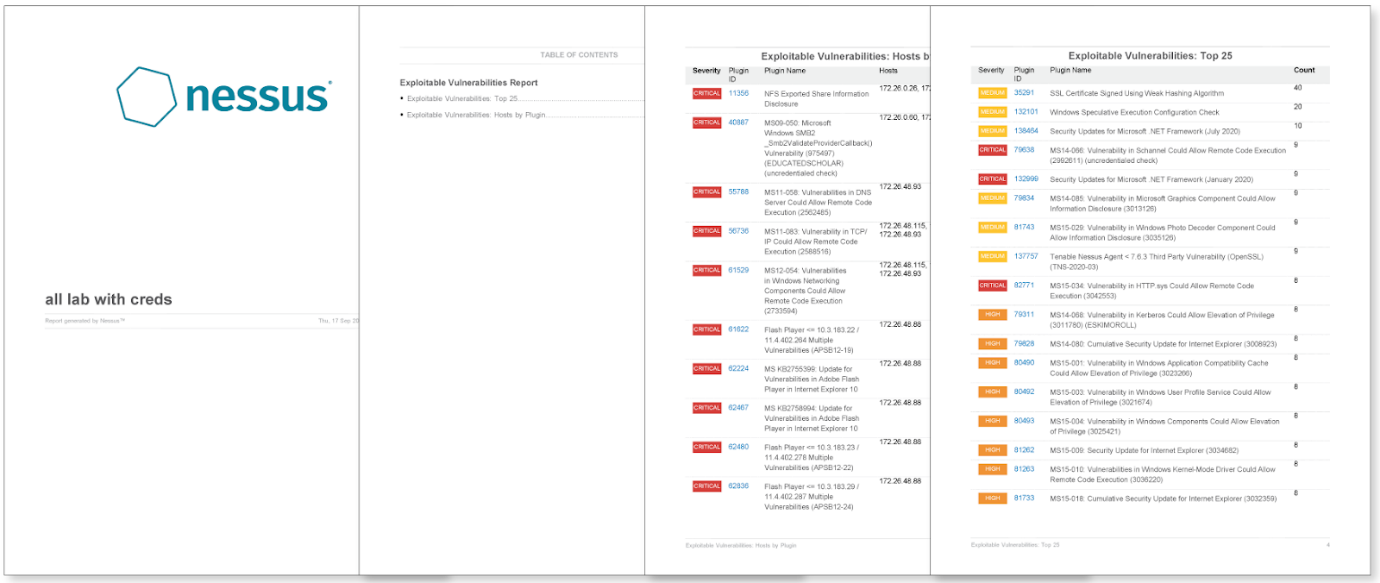 nessus
all lab with creds
Report generated by Nessus™
Thu, 17 Sep 20
TABLE OF CONTENTS
Exploitable Vulnerabilities Report
• Exploitable Vulnerabilities: Top 25
• Exploitable Vulnerabilities: Hosts by Plugin
Exploitable Vulnerabilities: Hosts b
Severity Plugin ID Plugin Name Hosts
CRITICAL 11356 NFS Exported Share Information 172.26.0.26, 172
Disclosure
CRITICAL 40887 MS09-050: Microsoft 172.26.0.60, 172
Windows SMB2
_Smb2ValidateProviderCallback()
Vulnerability (975497)
(EDUCATEDSCHOLAR)
(uncredentialed check)
CRITICAL 55788 MS11-058: Vulnerabilities in DNS 172.26.48.93
Server Could Allow Remote Code
Execution (2562485)
CRITICAL 56736 MS11-083: Vulnerability in TCP/ 172.26.48.115,
IP Could Allow Remote Code 172.26.48.93
Execution (2588516)
CRITICAL 61529 MS12-054: Vulnerabilities 172.26.48.115,
in Windows Networking 172.26.48.93
Components Could Allow
Remote Code Execution
(2733594)
CRITICAL 61622 Flash Player <= 10.3.183.22 / 172.26.48.88
11.4.402.264 Multiple
Vulnerabilities (APSB12-19)
CRITICAL 62224 MS KB2755399: Update for 172.26.48.88
Vulnerabilities in Adobe Flash
Player in Internet Explorer 10
CRITICAL 62467 MS KB2758994: Update for 172.26.48.88
Vulnerabilities in Adobe Flash
Player in Internet Explorer 10
CRITICAL 62480 Flash Player <= 10.3.183.23 / 172.26.48.88
11.4.402.278 Multiple
Vulnerabilities (APSB12-22)
CRITICAL 62836 Flash Player <= 10.3.183.29 / 172.26.48.88
11.4.402.287 Multiple
Vulnerabilities (APSB12-24)
Exploitable Vulnerabilities: Hosts by Plugin
Exploitable Vulnerabilities: Top 25
Severity Plugin ID Plugin Name Count
MEDIUM 35291 SSL Certificate Signed Using Weak Hashing Algorithm 40
MEDIUM 132101 Windows Speculative Execution Configuration Check 20
MEDIUM 138464 Security Updates for Microsoft .NET Framework (July 2020) 10
CRITICAL 79638 MS14-066: Vulnerability in Schannel Could Allow Remote Code Execution 9
(2992611) (uncredentialed check)
CRITICAL 132999 Security Updates for Microsoft .NET Framework (January 2020) 9
MEDIUM 79834 MS14-085: Vulnerability in Microsoft Graphics Component Could Allow 9
Information Disclosure (3013126)
MEDIUM 81743 MS15-029: Vulnerability in Windows Photo Decoder Component Could 9
Allow Information Disclosure (3035126)
MEDIUM 137757 Tenable Nessus Agent < 7.6.3 Third Party Vulnerability (OpenSSL) 9
(TNS-2020-03)
CRITICAL 82771 MS15-034: Vulnerability in HTTP.sys Could Allow Remote Code 8
Execution (3042553)
HIGH 79311 MS14-068: Vulnerability in Kerberos Could Allow Elevation of Privilege 8
(3011780) (ESKIMOROLL)
HIGH 79828 MS14-080: Cumulative Security Update for Internet Explorer (3008923) 8
HIGH 80490 MS15-001: Vulnerability in Windows Application Compatibility Cache 8
Could Allow Elevation of Privilege (3023266)
HIGH 80492 MS15-003: Vulnerability in Windows User Profile Service Could Allow 8
Elevation of Privilege (3021674)
HIGH 80493 MS15-004: Vulnerability in Windows Components Could Allow Elevation 8
of Privilege (3025421)
HIGH 81262 MS15-009: Security Update for Internet Explorer (3034682) 8
HIGH 81263 MS15-010: Vulnerabilities in Windows Kernel-Mode Driver Could Allow 8
Remote Code Execution (3036220)
HIGH 81733 MS15-018: Cumulative Security Update for Internet Explorer (3032359) 8
Exploitable Vulnerabilities: Top 25
4